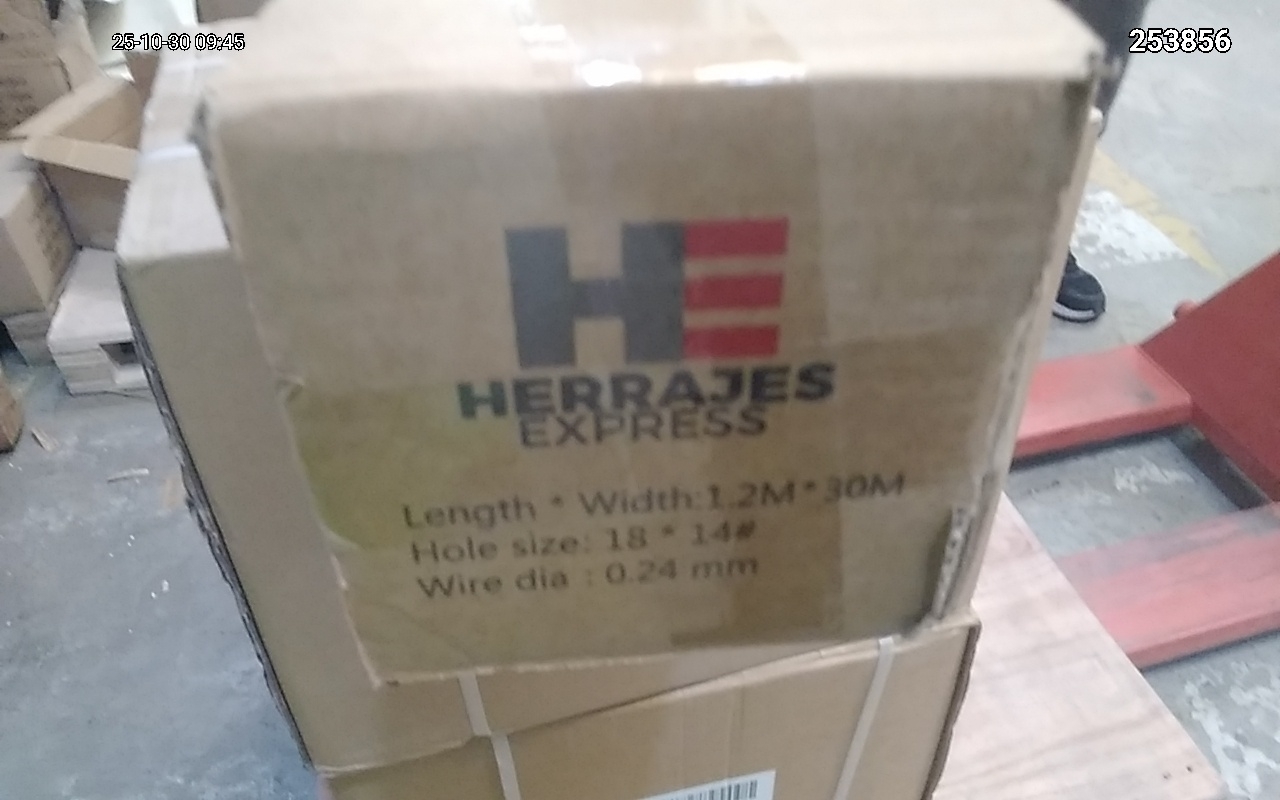 25-10-30 09:45
253856
HE
HERRAJES
EXPRESS
Length * Width:1.2M*30M
Hole size: 18 * 14#
Wire dia : 0.24 mm